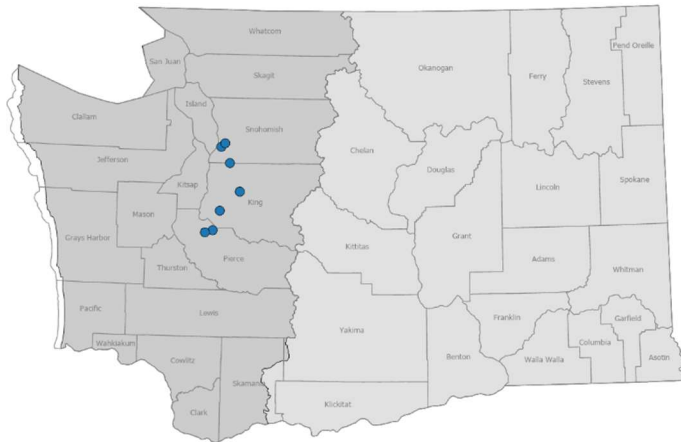 Whatcom
San Juan
Skagit
Okanogan
Ferry
Stevens
Pend Oreille
Island
Clallam
Snohomish
Chelan
Jefferson
Douglas
Kitsap
King
Lincoln
Spokane
Mason
Grays Harbor
Kittitas
Grant
Adams
Pierce
Thurston
Whitman
Pacific
Lewis
Franklin
Garfield
Yakima
Wahkiakum
Columbia
Cowlitz
Benton
Walla Walla
Asotin
Skamania
Klickitat
Clark